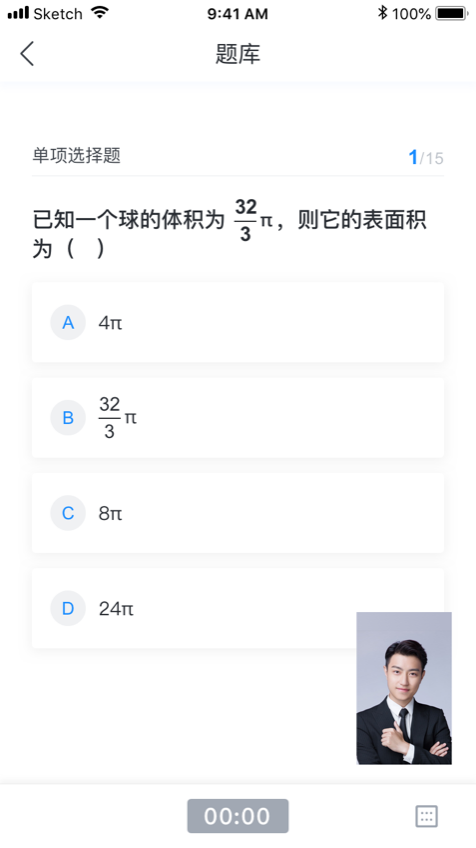 Sketch 9:41 AM 100%
题库
单项选择题 1/15
已知一个球的体积为 32/3 π，则它的表面积
为（ ）
A 4π
B 32/3 π
C 8π
D 24π
00:00